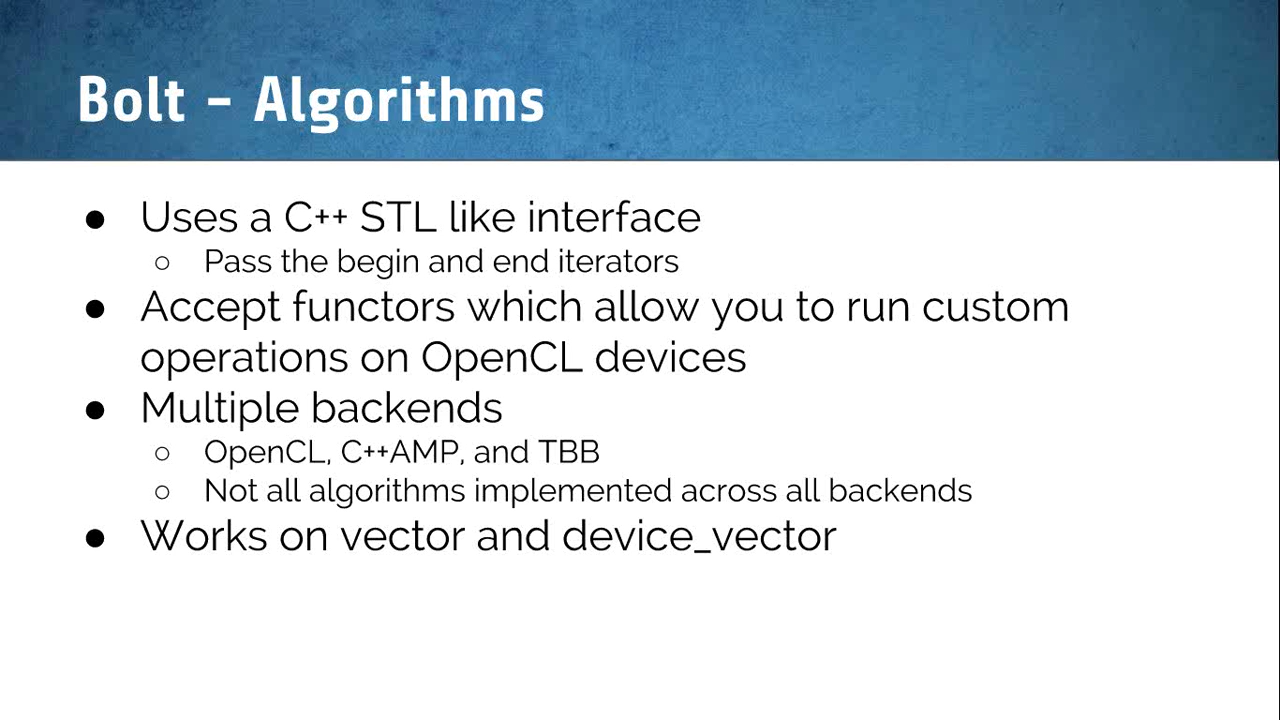 Bolt - Algorithms
● Uses a C++ STL like interface
○ Pass the begin and end iterators
● Accept functors which allow you to run custom
operations on OpenCL devices
● Multiple backends
○ OpenCL, C++AMP, and TBB
○ Not all algorithms implemented across all backends
● Works on vector and device_vector